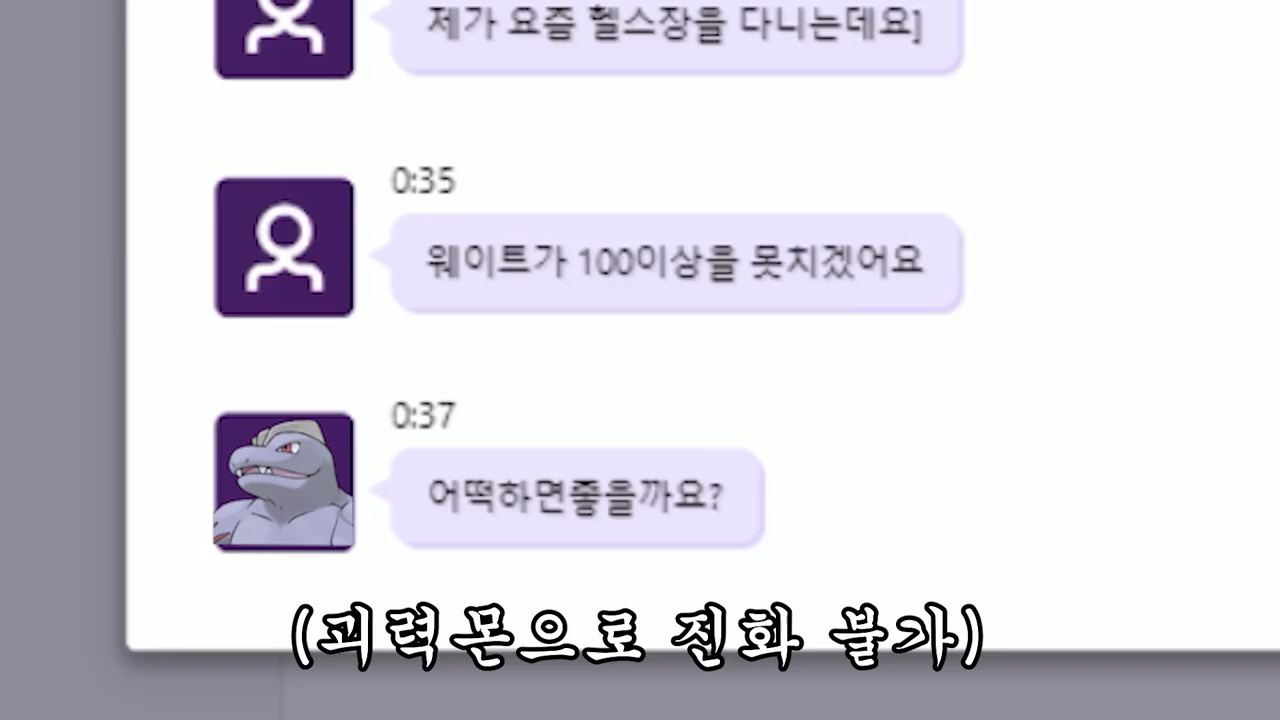 제가 요즘 헬스장을 다니는데요]
0:35
웨이트가 100이상을 못치겠어요
0:37
어떡하면좋을까요?
(괴력몬으로 진화 불가)